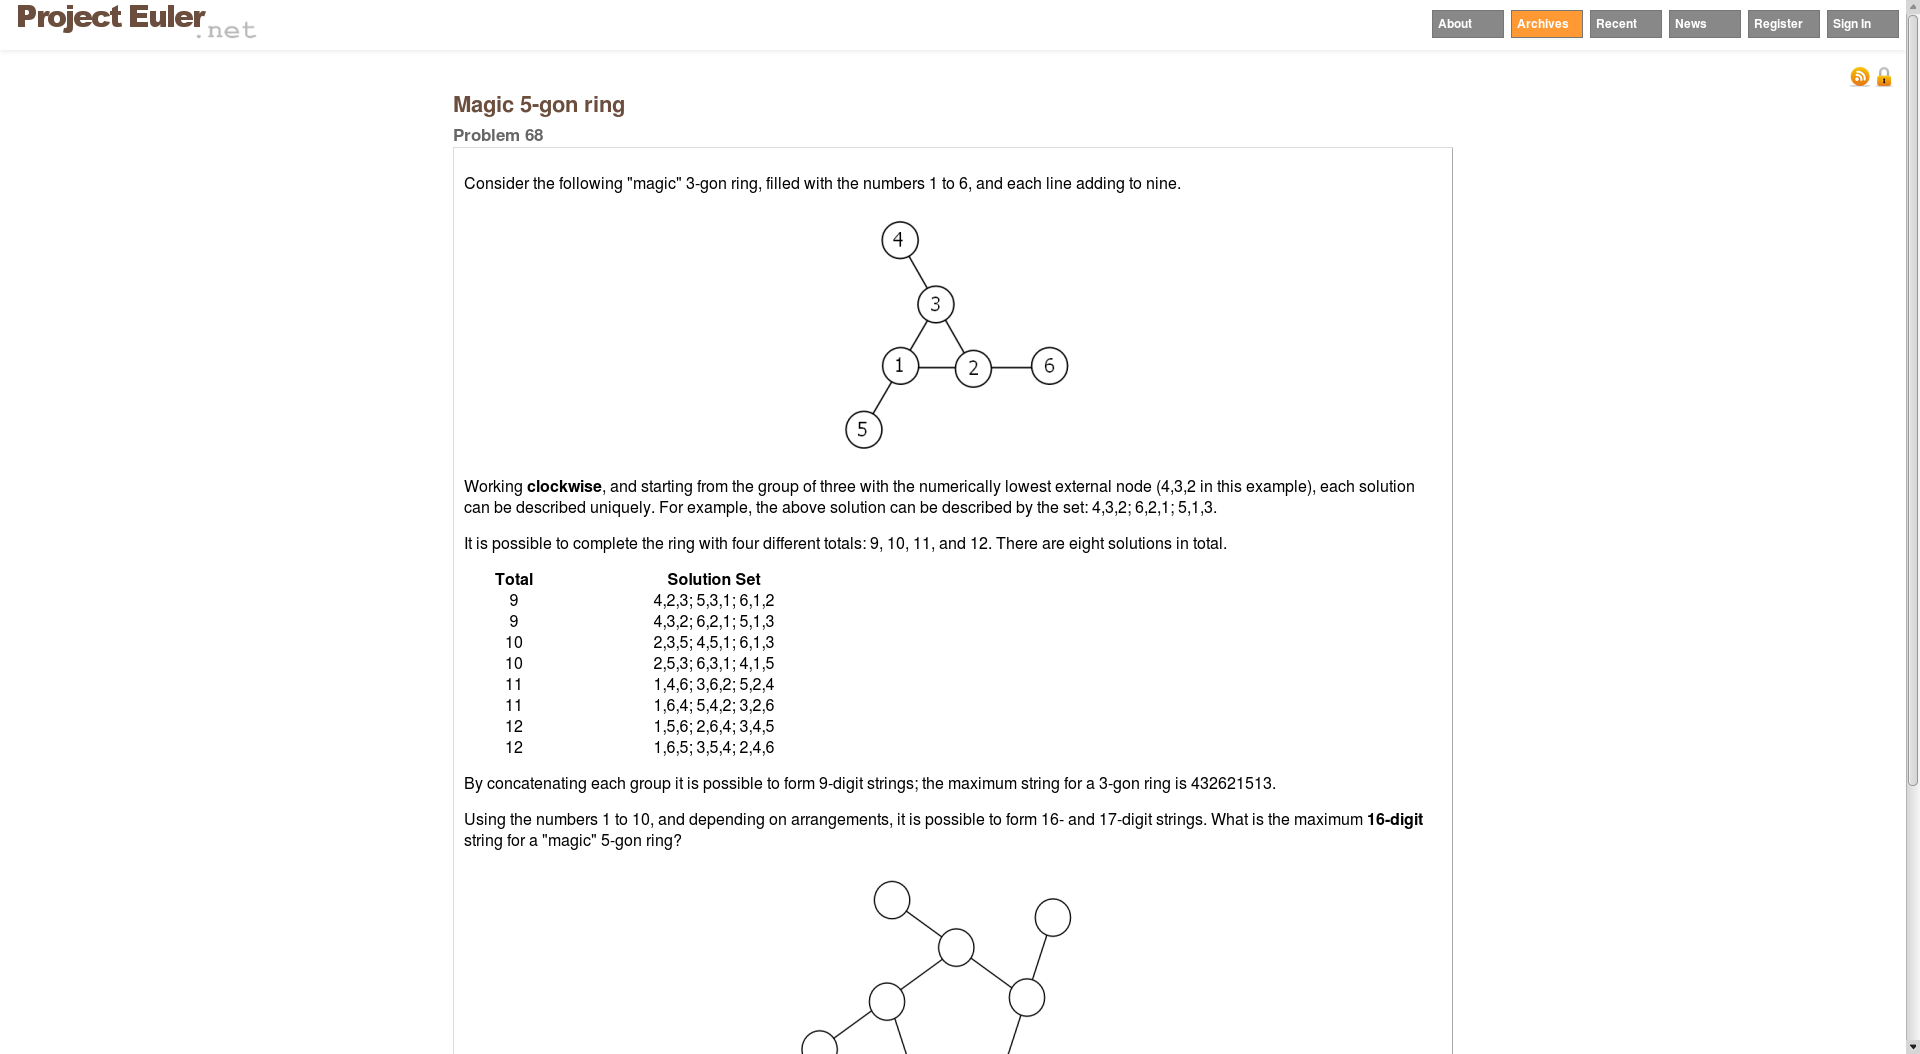 Project Euler
.net
About Archives Recent News Register Sign In
Magic 5-gon ring
Problem 68
Consider the following "magic" 3-gon ring, filled with the numbers 1 to 6, and each line adding to nine.
4
3
1 2 6
5
Working clockwise, and starting from the group of three with the numerically lowest external node (4,3,2 in this example), each solution
can be described uniquely. For example, the above solution can be described by the set: 4,3,2; 6,2,1; 5,1,3.
It is possible to complete the ring with four different totals: 9, 10, 11, and 12. There are eight solutions in total.
Total Solution Set
9 4,2,3; 5,3,1; 6,1,2
9 4,3,2; 6,2,1; 5,1,3
10 2,3,5; 4,5,1; 6,1,3
10 2,5,3; 6,3,1; 4,1,5
11 1,4,6; 3,6,2; 5,2,4
11 1,6,4; 5,4,2; 3,2,6
12 1,5,6; 2,6,4; 3,4,5
12 1,6,5; 3,5,4; 2,4,6
By concatenating each group it is possible to form 9-digit strings; the maximum string for a 3-gon ring is 432621513.
Using the numbers 1 to 10, and depending on arrangements, it is possible to form 16- and 17-digit strings. What is the maximum 16-digit
string for a "magic" 5-gon ring?